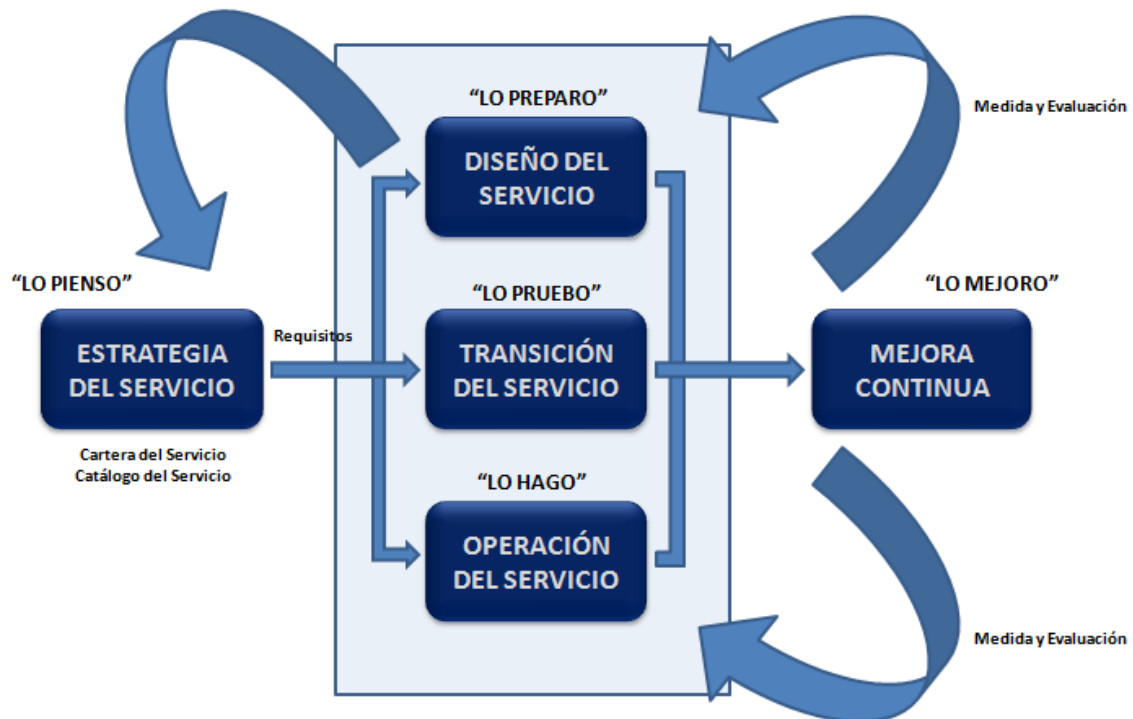 “LO PREPARO”
DISEÑO DEL
SERVICIO
Medida y Evaluación
“LO PIENSO”
ESTRATEGIA
DEL SERVICIO
Cartera del Servicio
Catálogo del Servicio
Requisitos
“LO PRUEBO”
TRANSICIÓN
DEL SERVICIO
“LO MEJORO”
MEJORA
CONTINUA
“LO HAGO”
OPERACIÓN
DEL SERVICIO
Medida y Evaluación